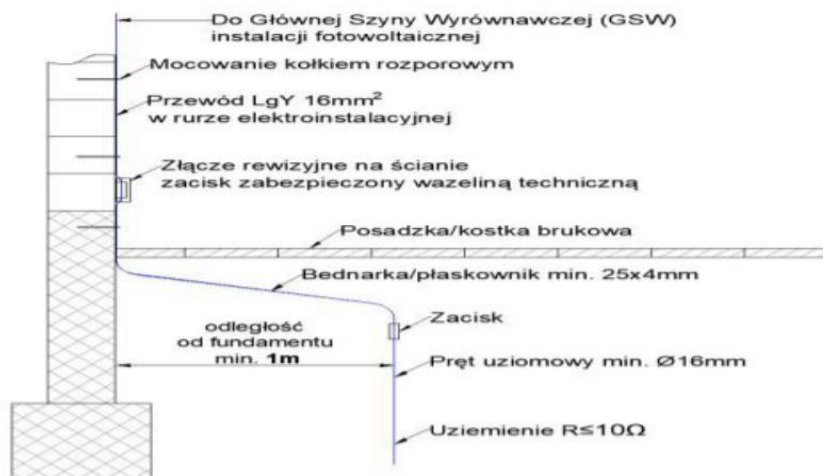 Do Głównej Szyny Wyrównawczej (GSW)
instalacji fotowoltaicznej
Mocowanie kołkiem rozporowym
Przewód LgY 16mm²
w rurze elektroinstalacyjnej
Złącze rewizyjne na ścianie
zacisk zabezpieczony wazeliną techniczną
Posadzka/kostka brukowa
Bednarka/płaskownik min. 25x4mm
odległość
od fundamentu
min. 1m
Zacisk
Pręt uziomowy min. Ø16mm
Uziemienie R≤10Ω